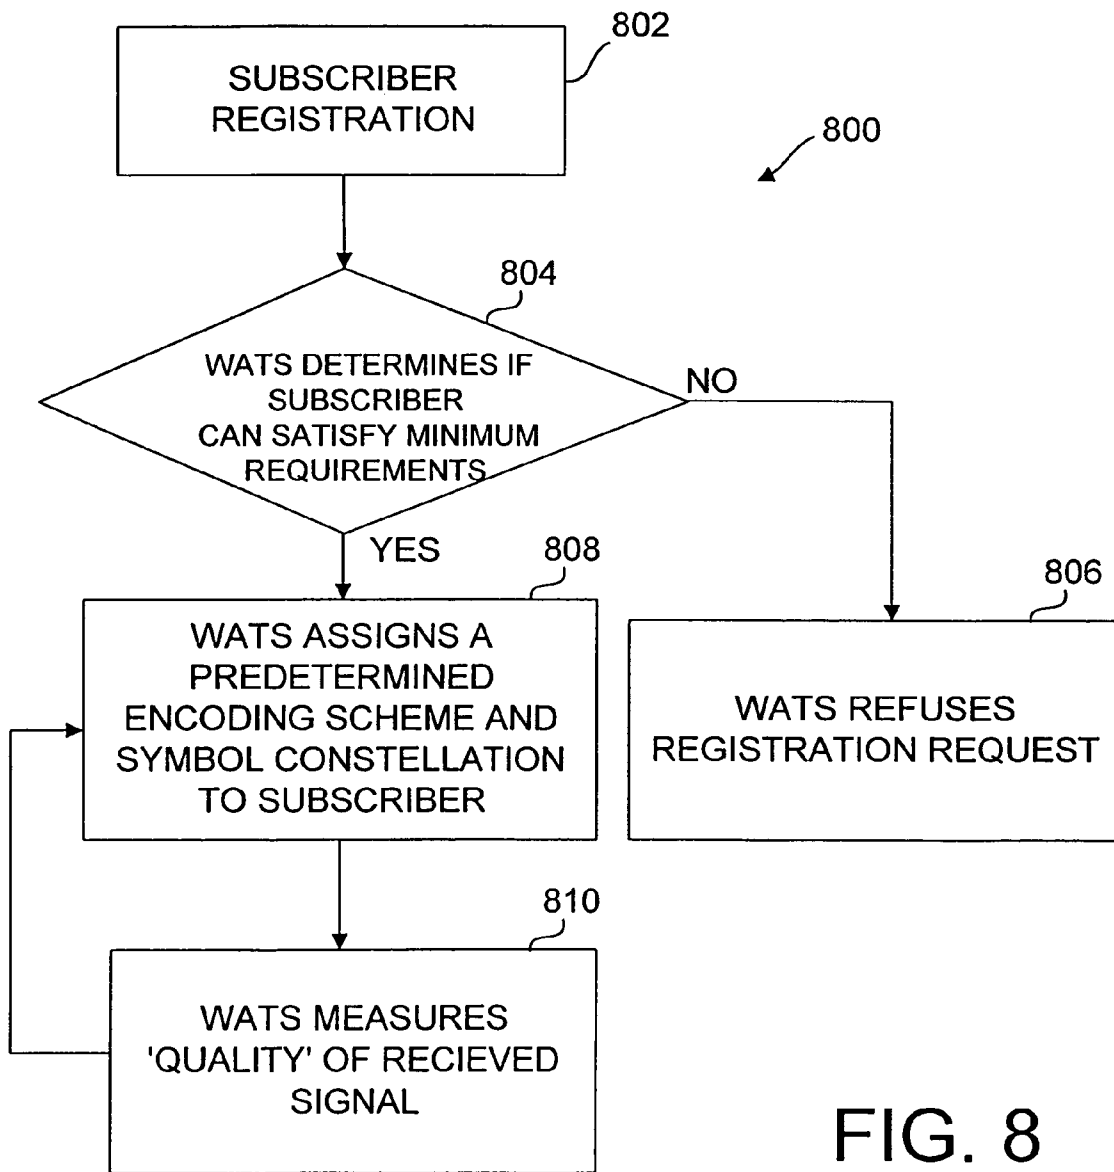 802
SUBSCRIBER
REGISTRATION
800
804
WATS DETERMINES IF
SUBSCRIBER
CAN SATISFY MINIMUM
REQUIREMENTS
NO
YES
808
WATS ASSIGNS A
PREDETERMINED
ENCODING SCHEME AND
SYMBOL CONSTELLATION
TO SUBSCRIBER
806
WATS REFUSES
REGISTRATION REQUEST
810
WATS MEASURES
'QUALITY' OF RECIEVED
SIGNAL
FIG. 8